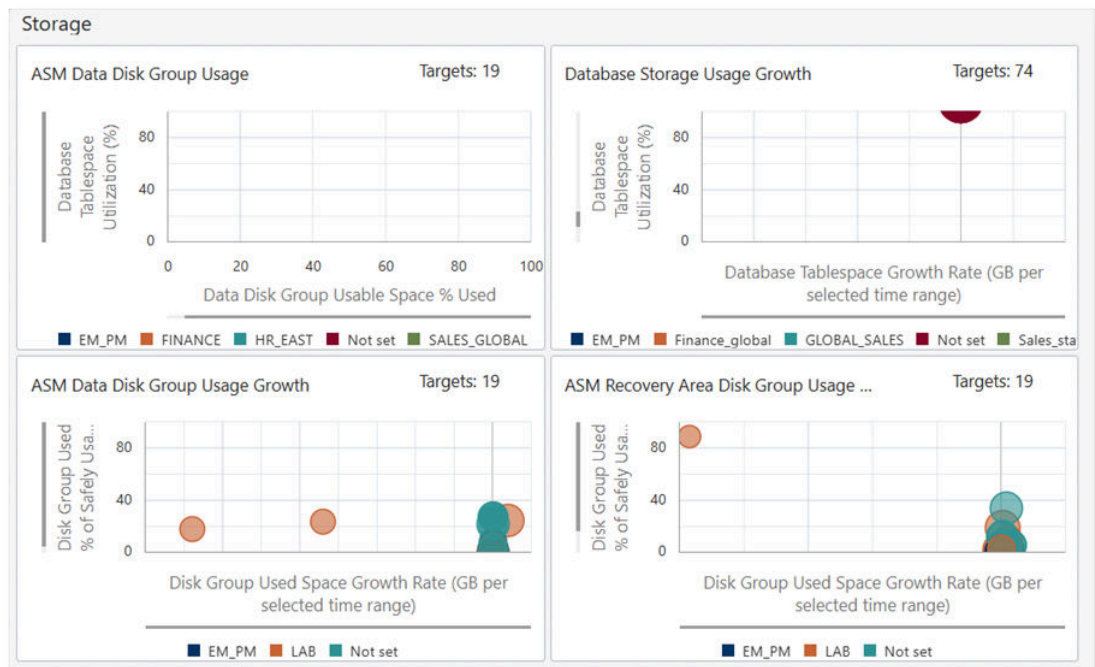 Storage
ASM Data Disk Group Usage
Targets: 19
Database
Tablespace
Utilization (%)
80
40
0
0 20 40 60 80 100
Data Disk Group Usable Space % Used
EM_PM FINANCE HR_EAST Not set SALES_GLOBAL
Database Storage Usage Growth
Targets: 74
Database
Tablespace
Utilization (%)
80
40
0
Database Tablespace Growth Rate (GB per
selected time range)
EM_PM Finance_global GLOBAL_SALES Not set Sales_sta
ASM Data Disk Group Usage Growth
Targets: 19
Disk Group Used
% of Safely Usa...
80
40
0
Disk Group Used Space Growth Rate (GB per
selected time range)
EM_PM LAB Not set
ASM Recovery Area Disk Group Usage ...
Targets: 19
Disk Group Used
% of Safely Usa...
80
40
0
Disk Group Used Space Growth Rate (GB per
selected time range)
EM_PM LAB Not set